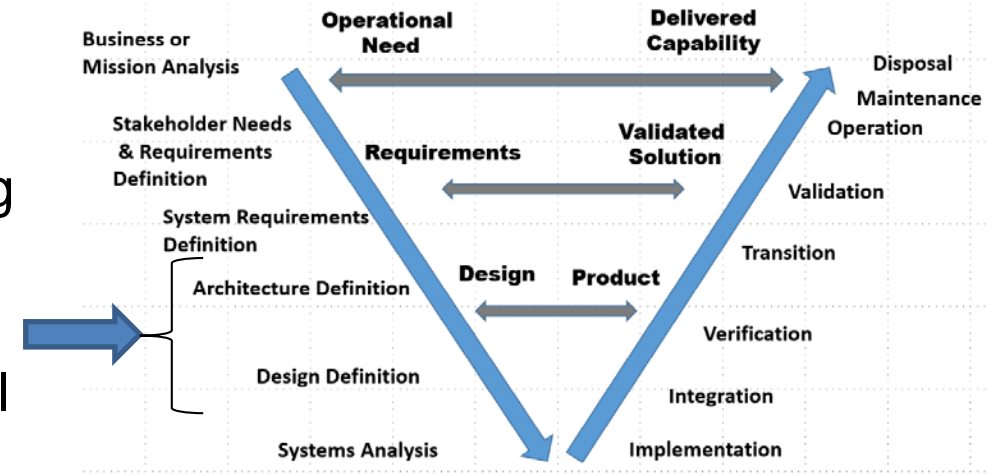 Operational
Need
Delivered
Capability
Business or
Mission Analysis
Disposal
Maintenance
Operation
Stakeholder Needs
& Requirements
Definition
Requirements
Validated
Solution
Validation
System Requirements
Definition
Transition
Architecture Definition
Design
Product
Verification
Design Definition
Integration
Systems Analysis
Implementation
g
l